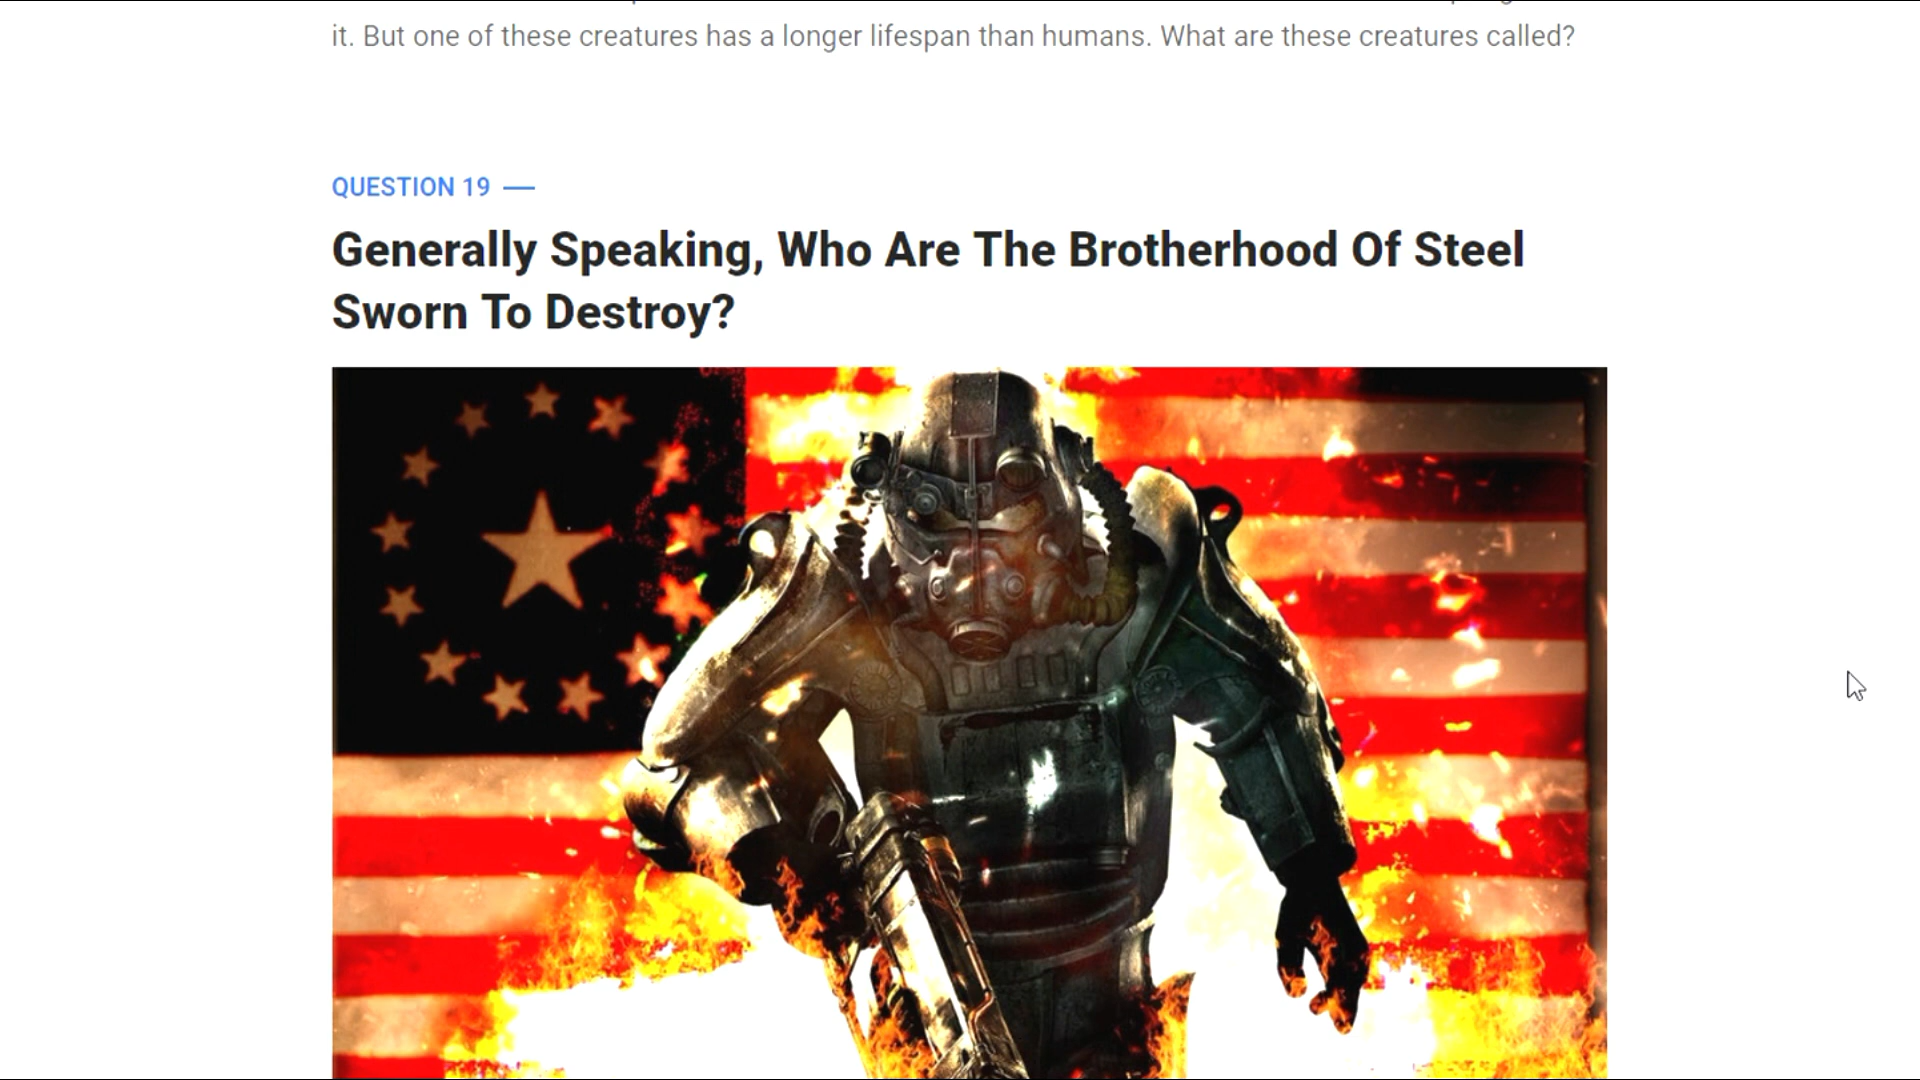 it. But one of these creatures has a longer lifespan than humans. What are these creatures called?
QUESTION 19
Generally Speaking, Who Are The Brotherhood Of Steel
Sworn To Destroy?